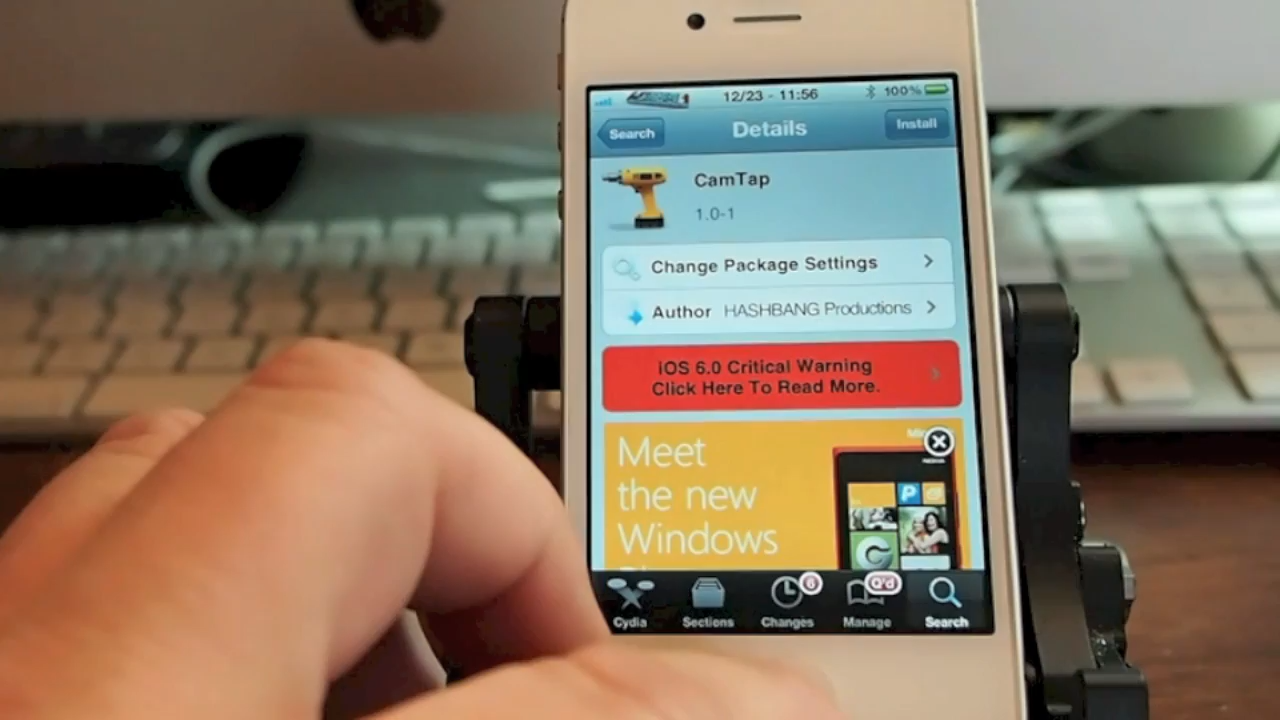 12/23 - 11:56
100%
Search
Details
Install
CamTap
1.0-1
Change Package Settings
Author HASHBANG Productions
iOS 6.0 Critical Warning
Click Here To Read More.
Meet
the new
Windows
NOKIA
Cydia
Sections
Changes
6
Manage
Q'd
Search